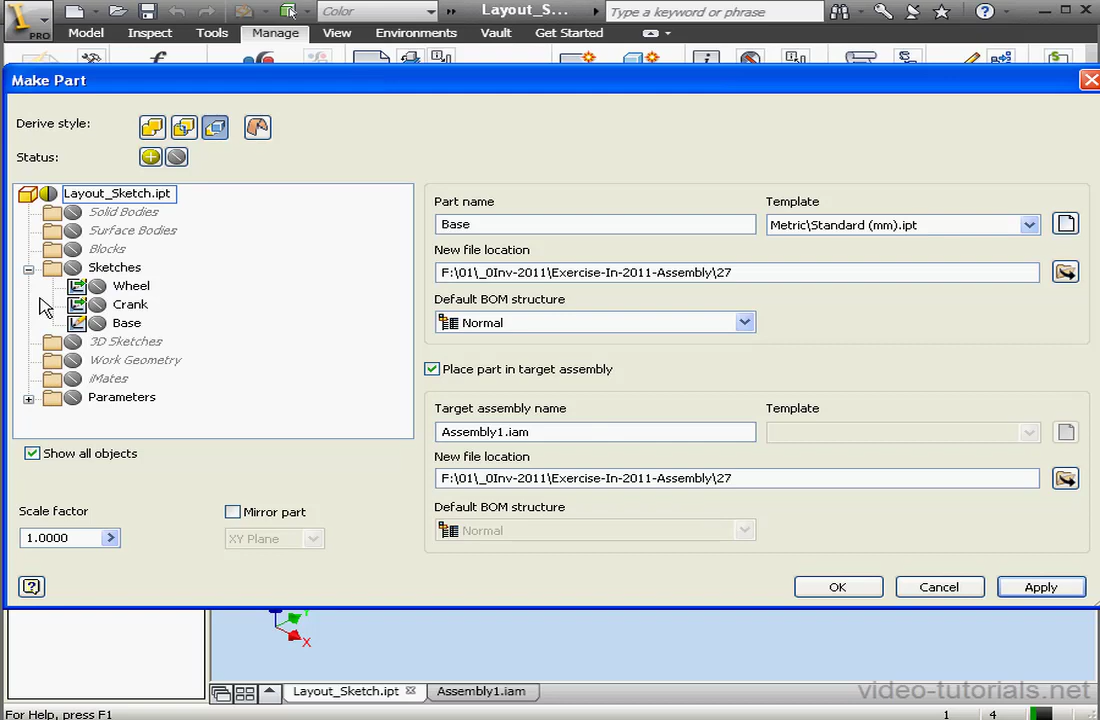 PRO
Color
Layout_S...
Type a keyword or phrase
Model Inspect Tools Manage View Environments Vault Get Started
Make Part
Derive style:
Status:
Layout_Sketch.ipt
Solid Bodies
Surface Bodies
Blocks
Sketches
Wheel
Crank
Base
3D Sketches
Work Geometry
iMates
Parameters
Show all objects
Scale factor
1.0000
Mirror part
XY Plane
Part name
Template
Base
Metric\Standard (mm).ipt
New file location
F:\01\_0Inv-2011\Exercise-In-2011-Assembly\27
Default BOM structure
Normal
Place part in target assembly
Target assembly name
Template
Assembly1.iam
New file location
F:\01\_0Inv-2011\Exercise-In-2011-Assembly\27
Default BOM structure
Normal
OK Cancel Apply
Y
X
Layout_Sketch.ipt Assembly1.iam
video-tutorials.net
For Help, press F1 1 4